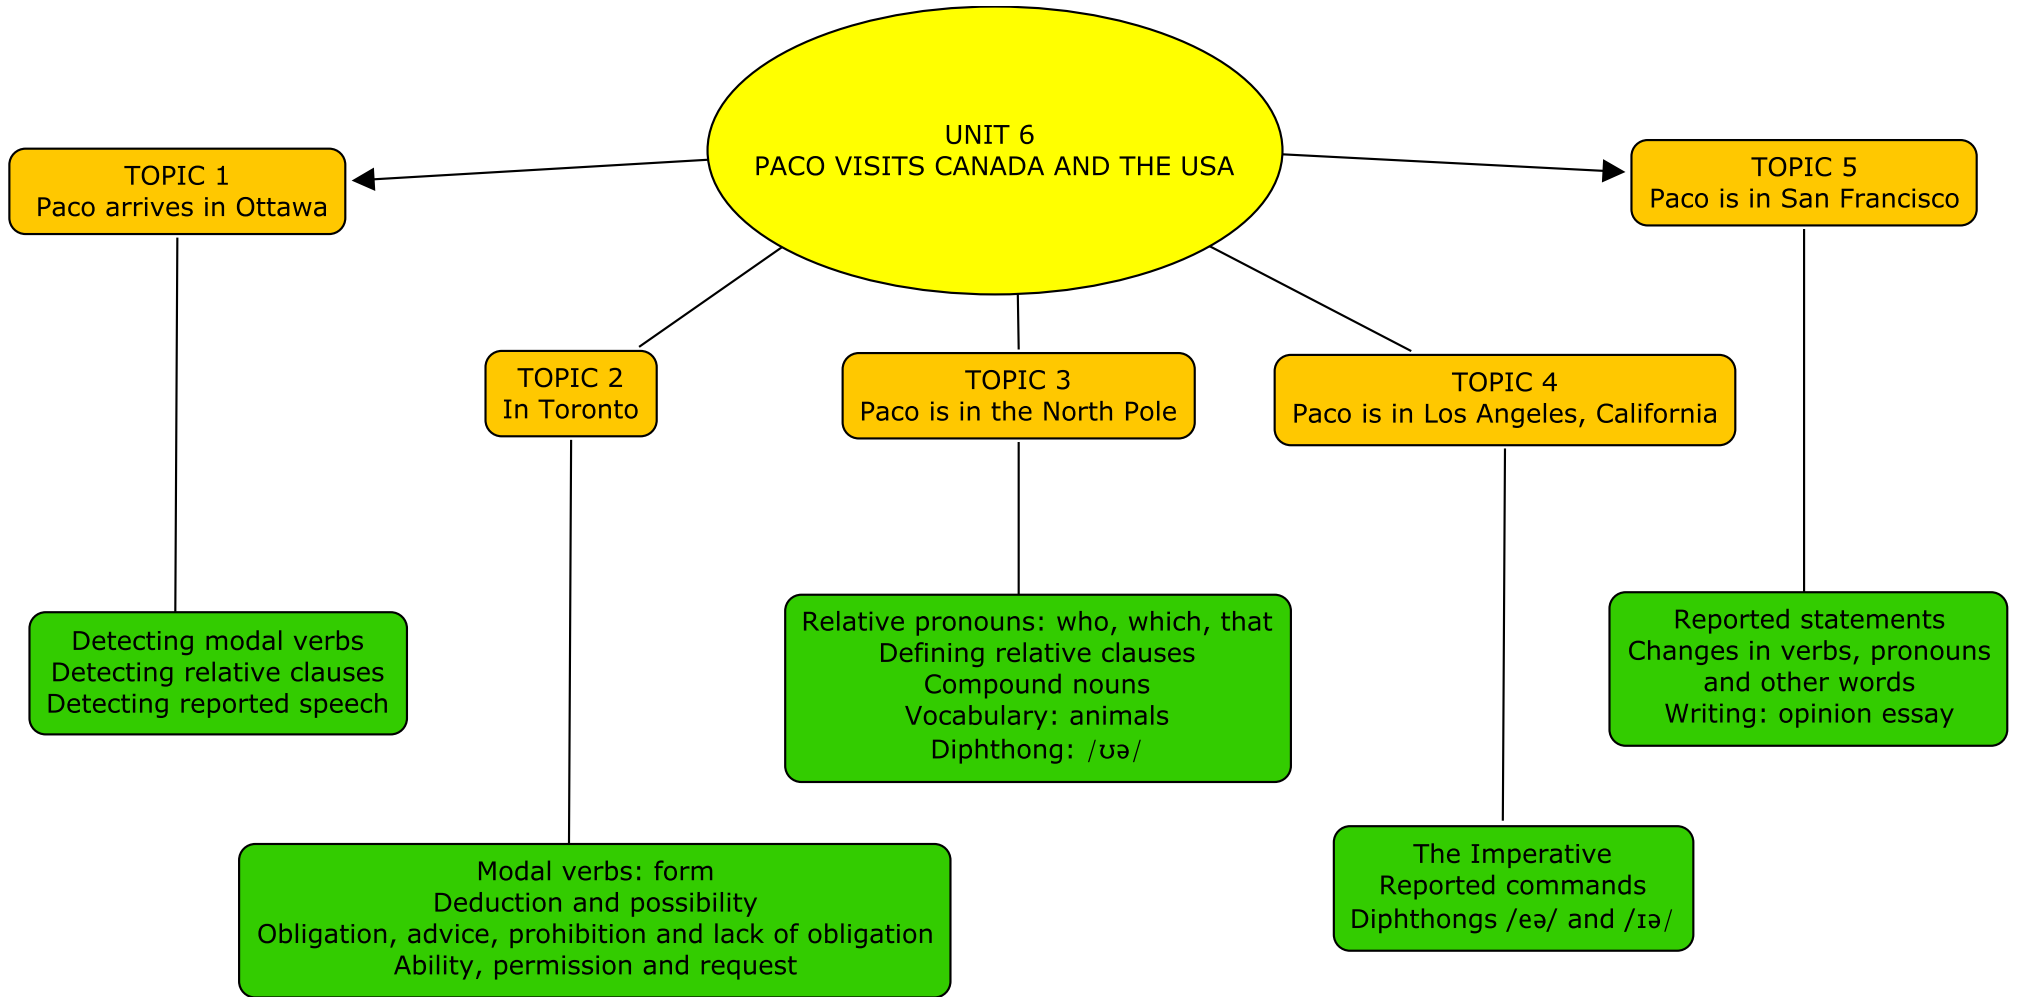 UNIT 6
PACO VISITS CANADA AND THE USA
TOPIC 1
Paco arrives in Ottawa
TOPIC 5
Paco is in San Francisco
TOPIC 2
In Toronto
TOPIC 3
Paco is in the North Pole
TOPIC 4
Paco is in Los Angeles, California
Detecting modal verbs
Detecting relative clauses
Detecting reported speech
Relative pronouns: who, which, that
Defining relative clauses
Compound nouns
Vocabulary: animals
Diphthong: /ʊə/
Reported statements
Changes in verbs, pronouns
and other words
Writing: opinion essay
Modal verbs: form
Deduction and possibility
Obligation, advice, prohibition and lack of obligation
Ability, permission and request
The Imperative
Reported commands
Diphthongs /eə/ and /ɪə/